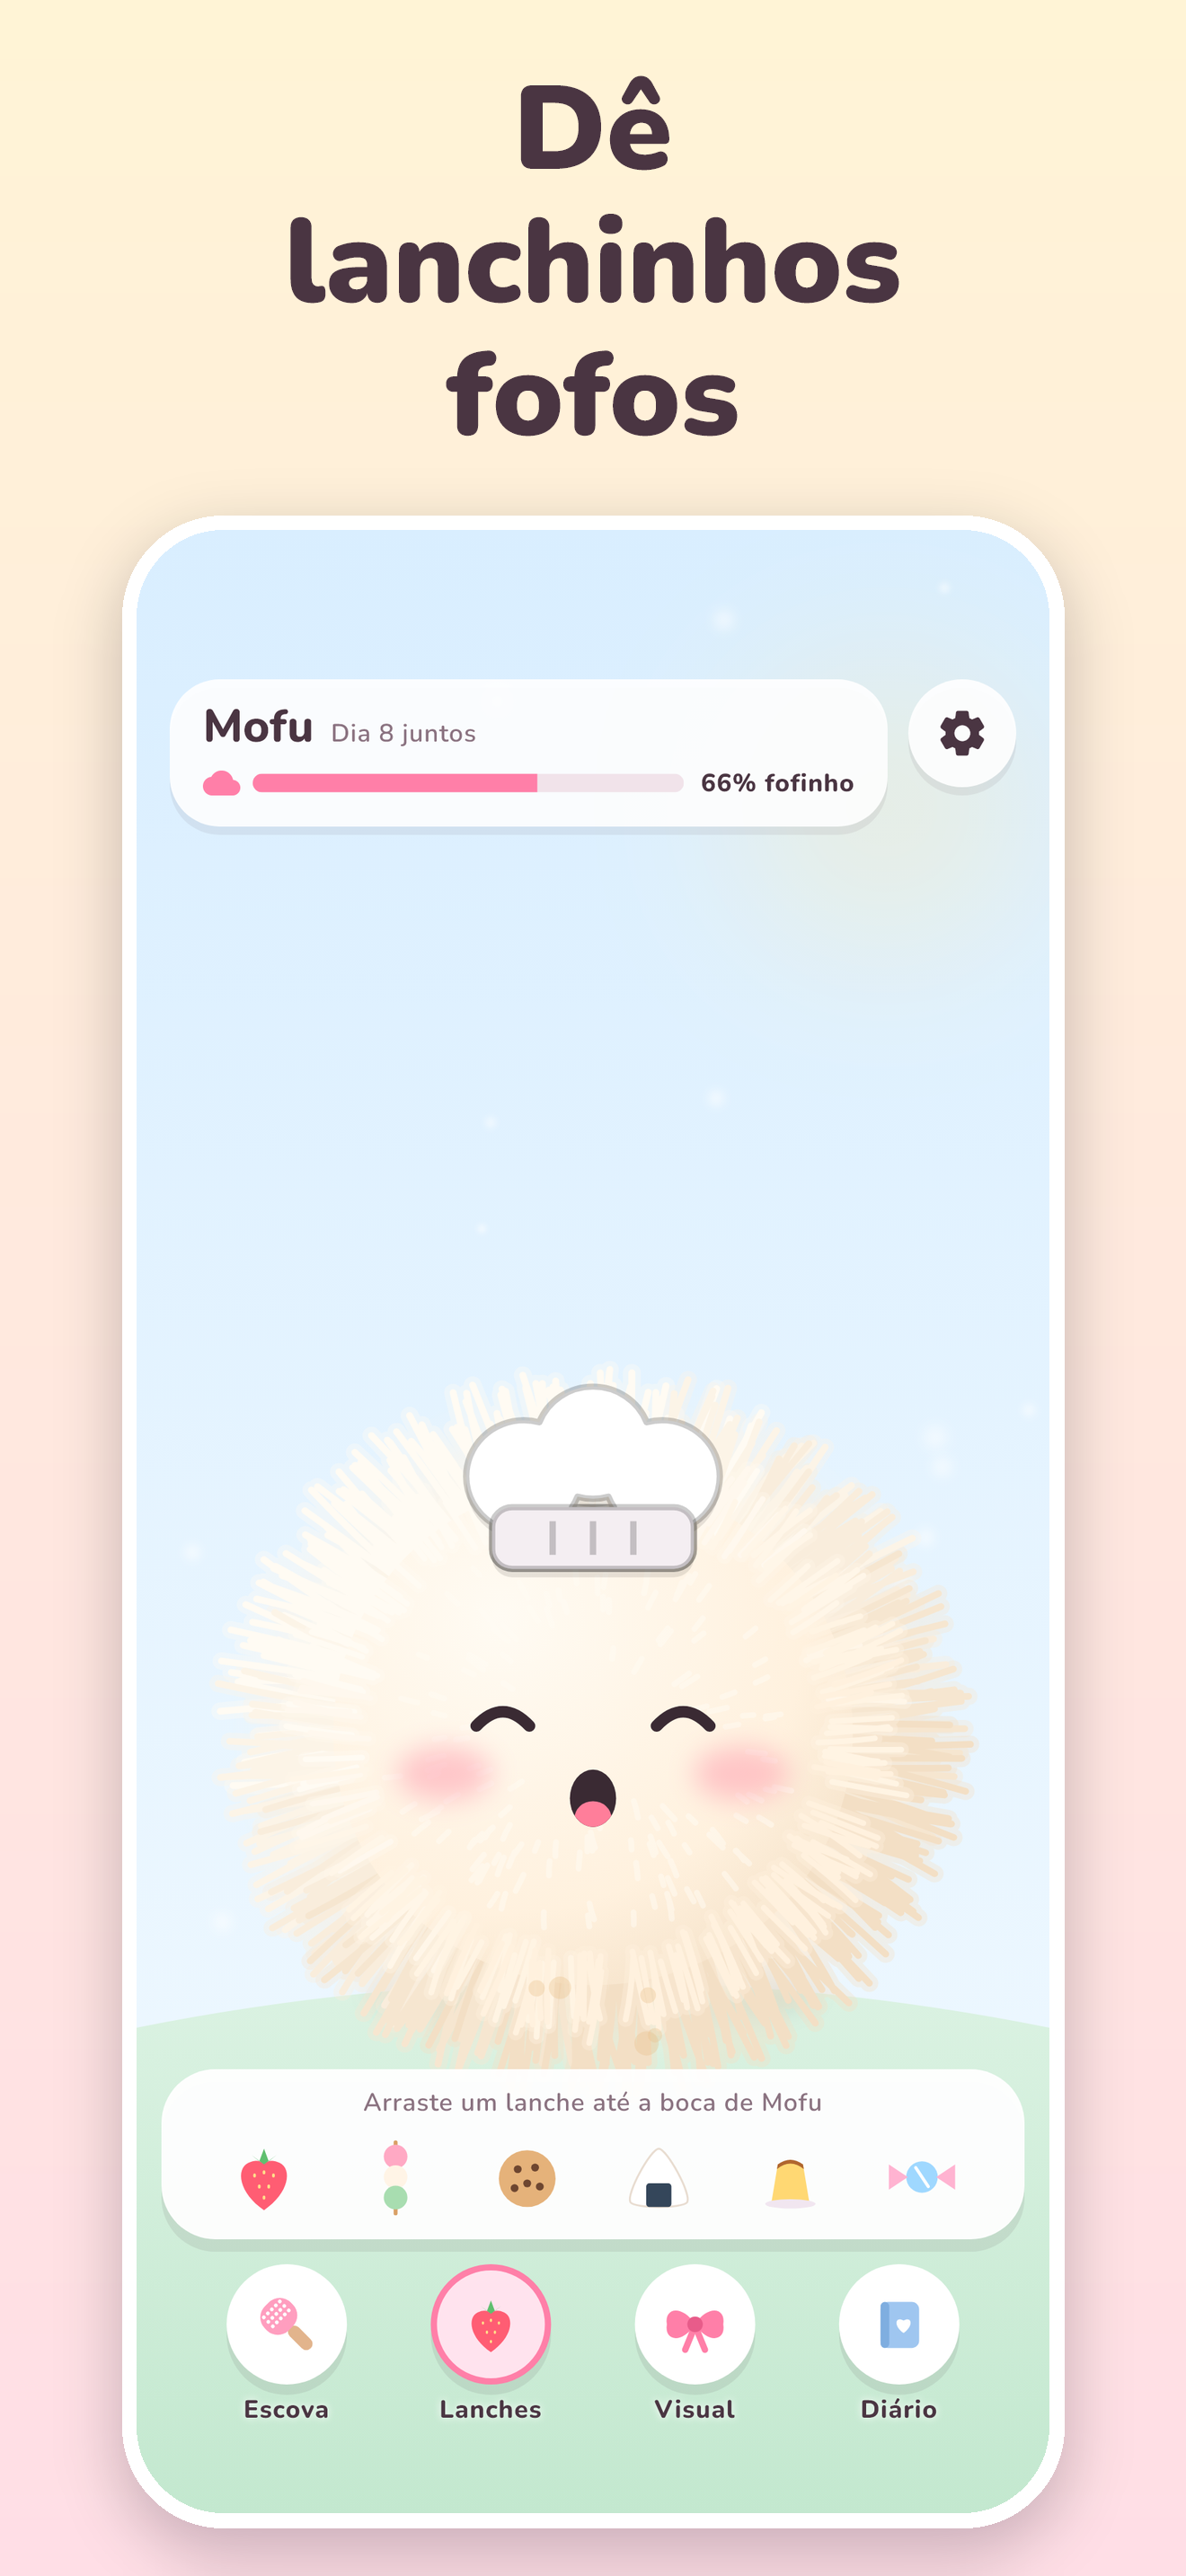 Dê
lanchinhos
fofos
Mofu Dia 8 juntos
66% fofinho
Arraste um lanche até a boca de Mofu
Escova Lanches Visual Diário